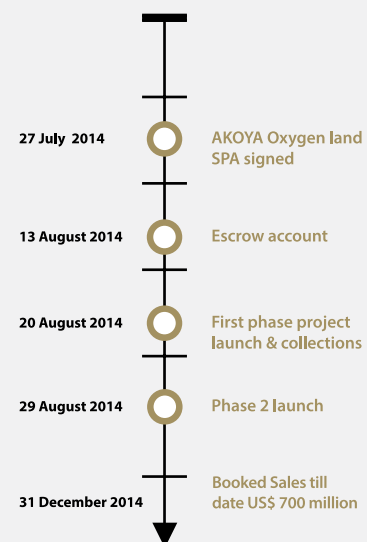 27 July 2014
AKOYA Oxygen land
SPA signed
13 August 2014
Escrow account
20 August 2014
First phase project
launch & collections
29 August 2014
Phase 2 launch
31 December 2014
Booked Sales till
date US$ 700 million